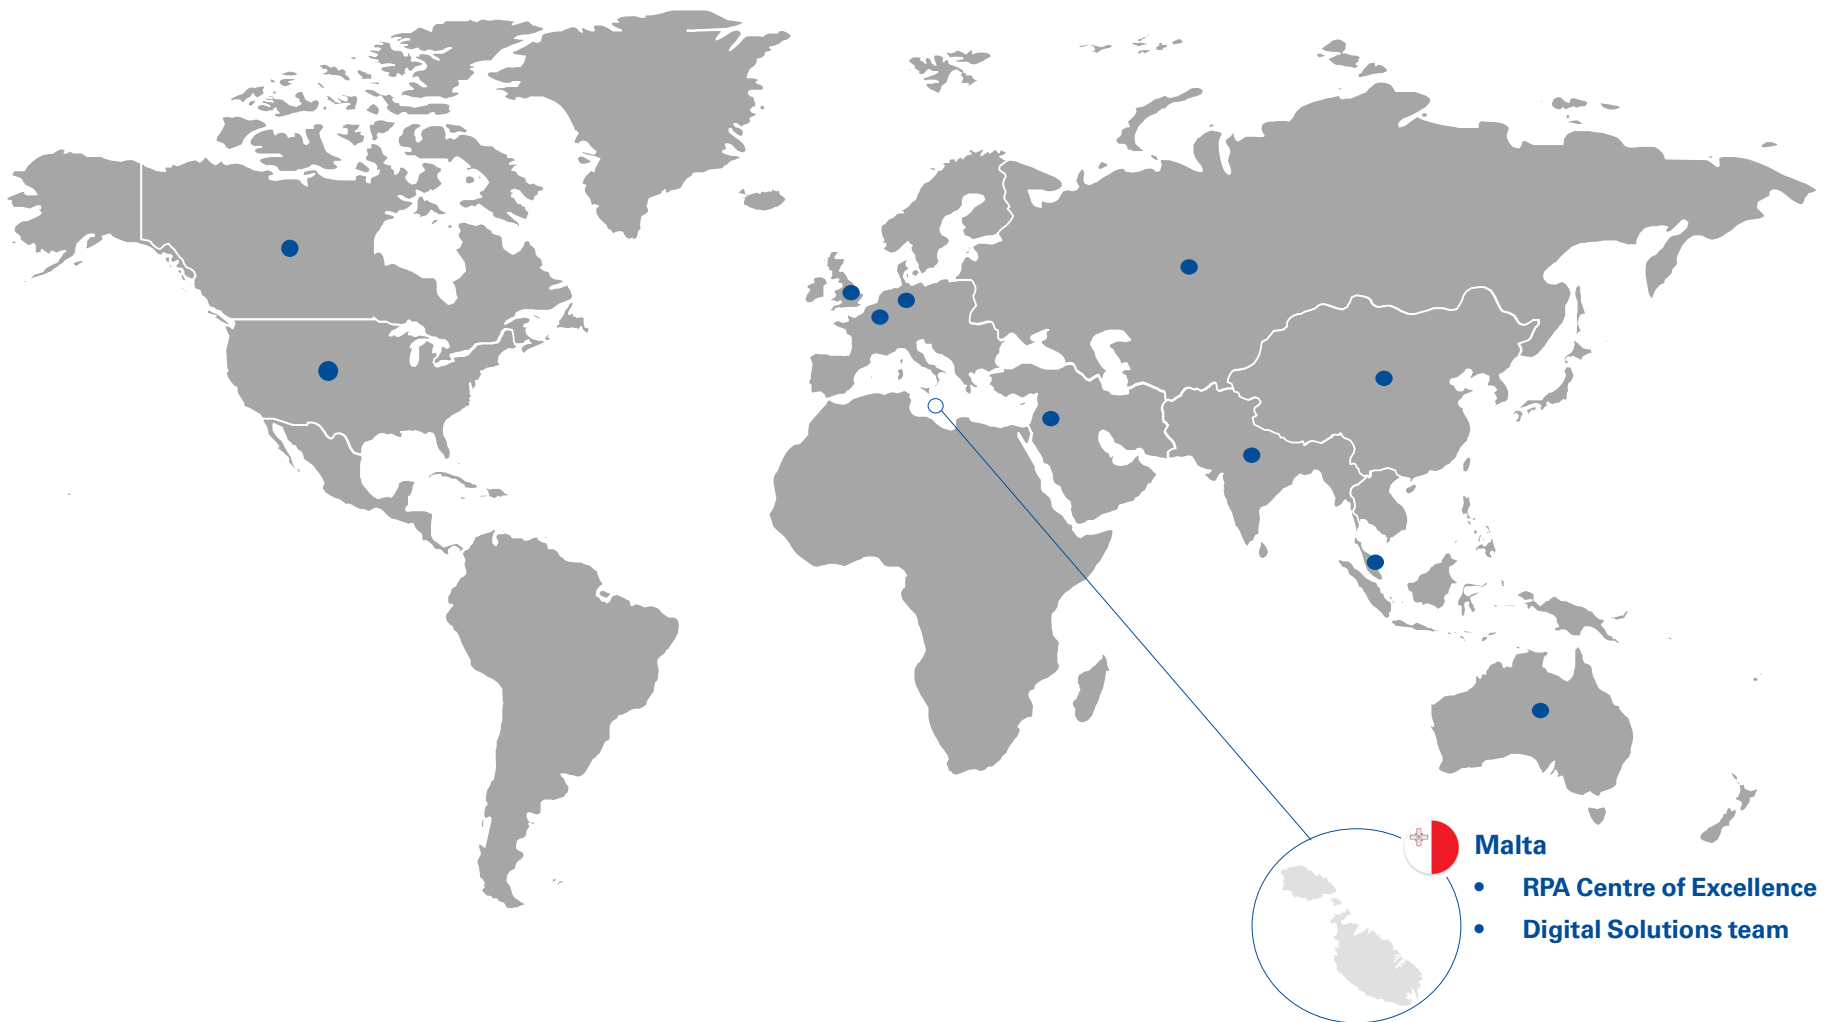 Malta
• RPA Centre of Excellence
• Digital Solutions team